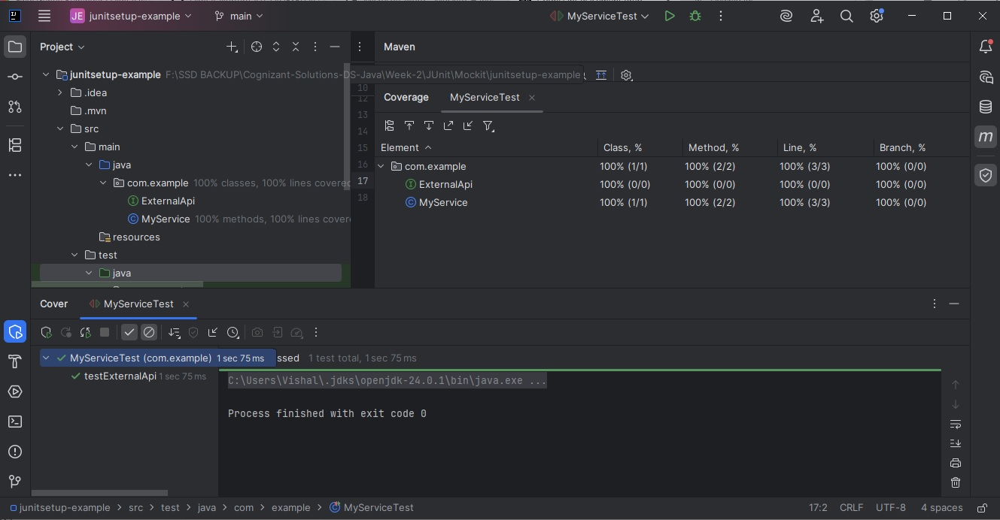 JE junitsetup-example main MyServiceTest
Project
Maven
junitsetup-example F:\SSD BACKUP\Cognizant-Solutions-DS-Java\Week-2\JUnit\Mockit\junitsetup-example
.idea
.mvn
src
main
java
com.example 100% classes, 100% lines covered
ExternalApi
MyService 100% methods, 100% lines cover
resources
test
java
10
12
13
14
15
16
17
18
Coverage MyServiceTest
Element Class, % Method, % Line, % Branch, %
com.example 100% (1/1) 100% (2/2) 100% (3/3) 100% (0/0)
ExternalApi 100% (0/0) 100% (0/0) 100% (0/0) 100% (0/0)
MyService 100% (1/1) 100% (2/2) 100% (3/3) 100% (0/0)
Cover MyServiceTest
MyServiceTest (com.example) 1 sec 75 ms ssed 1 test total, 1 sec 75 ms
testExternalApi 1 sec 75 ms
C:\Users\Vishal\.jdks\openjdk-24.0.1\bin\java.exe ...
Process finished with exit code 0
junitsetup-example > src > test > java > com > example > MyServiceTest 17:2 CRLF UTF-8 4 spaces